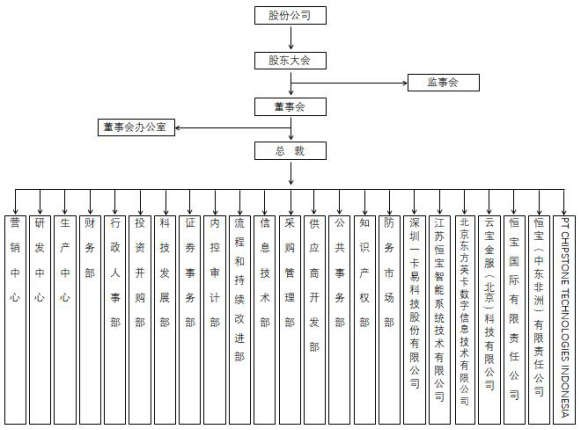 股份公司
股东大会
监事会
董事会
董事会办公室
总 裁
营销中心
研发中心
生产中心
财务部
行政人事部
投资并购部
科技发展部
证券事务部
内控审计部
流程和持续改进部
信息技术部
采购管理部
供应商开发部
公共事务部
知识产权部
防务市场部
深圳一卡易科技股份有限公司
江苏恒宝智能系统技术有限公司
北京东方英卡数字信息技术有限公司
云宝金服（北京）科技有限公司
恒宝国际有限责任公司
恒宝（中东非洲）有限责任公司
PT CHIPSTONE TECHNOLOGIES INDONESIA